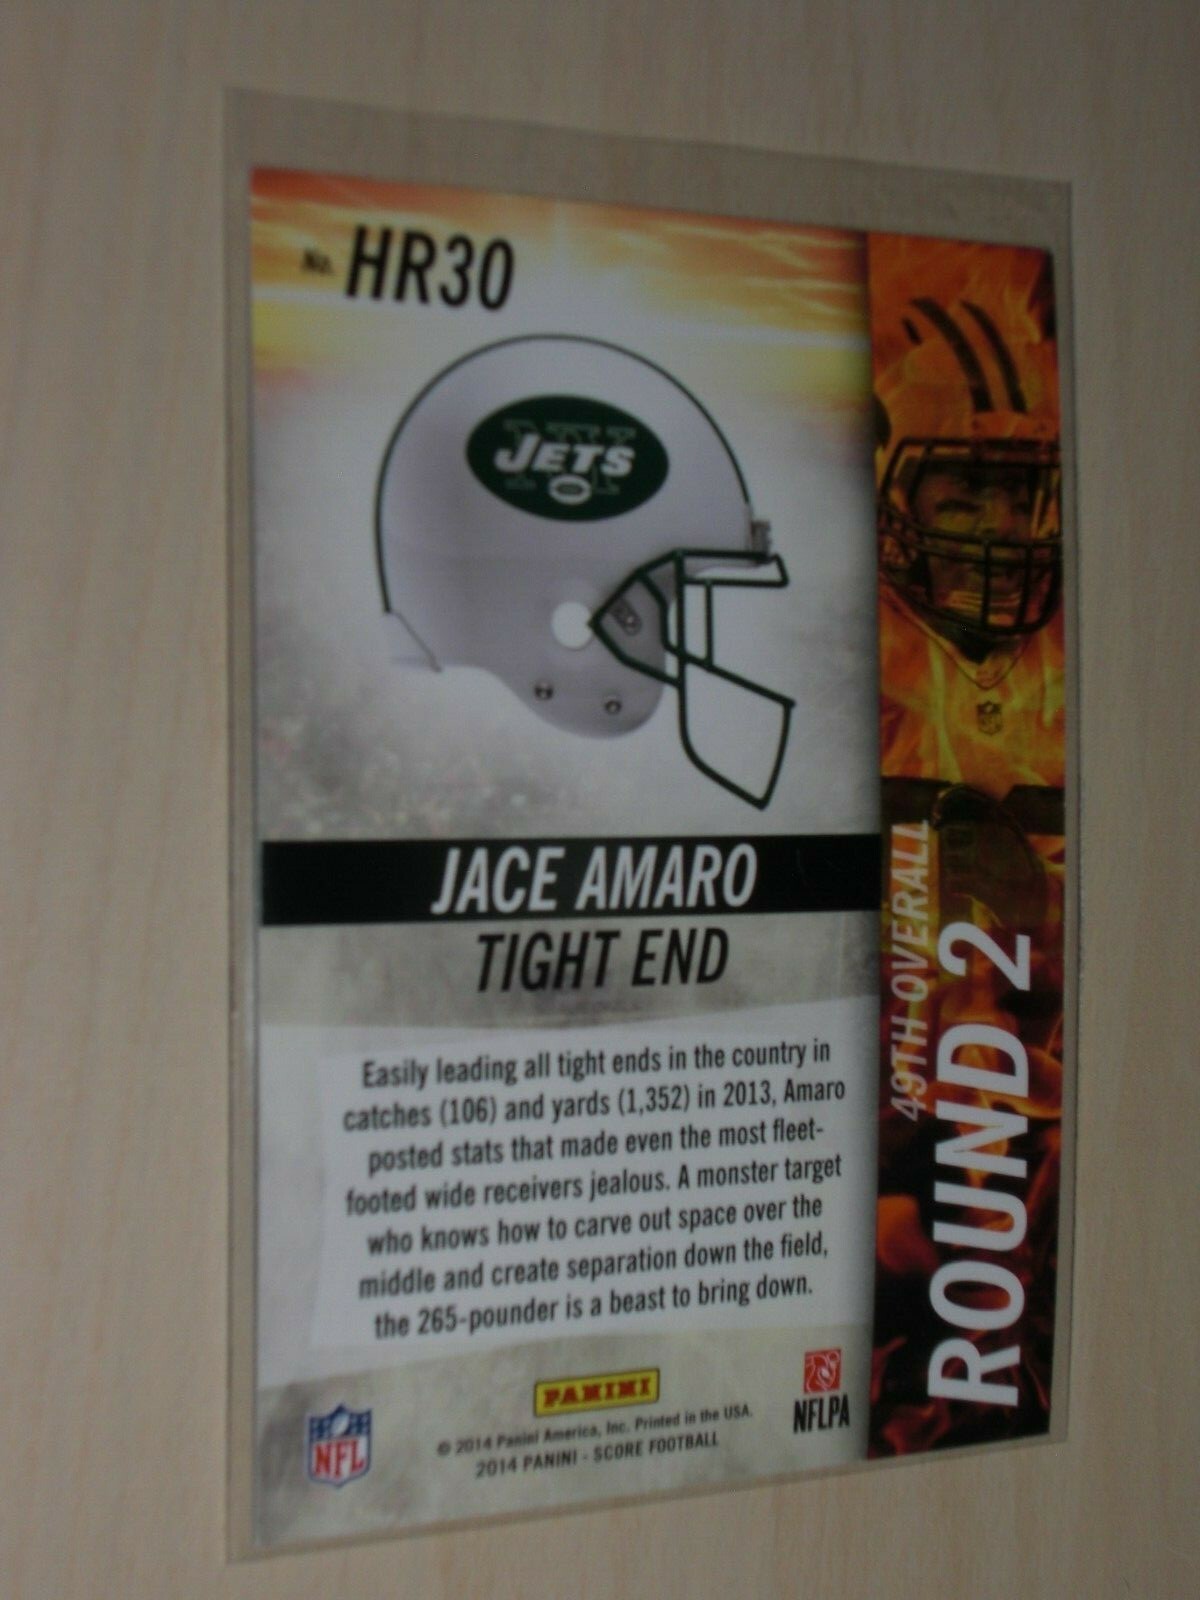 No. HR30
NY
JETS
JACE AMARO
TIGHT END
Easily leading all tight ends in the country in
catches (106) and yards (1,352) in 2013, Amaro
posted stats that made even the most fleet-
footed wide receivers jealous. A monster target
who knows how to carve out space over the
middle and create separation down the field,
the 265-pounder is a beast to bring down.
PANINI
© 2014 Panini America, Inc. Printed in the USA.
2014 PANINI - SCORE FOOTBALL
NFL
NFLPA
49TH OVERALL
ROUND 2